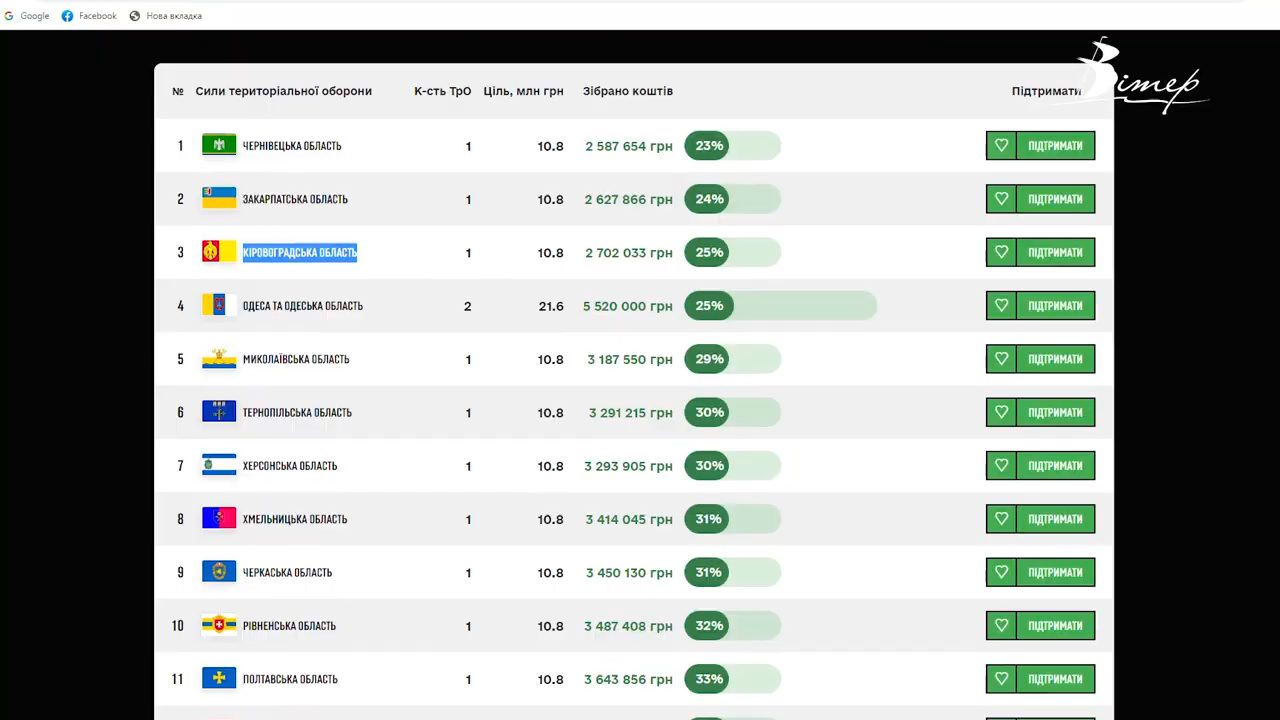 Google Facebook Нова вкладка
Вітер
№ Сили територіальної оборони К-сть ТрО Ціль, млн грн Зібрано коштів Підтримати
1 ЧЕРНІВЕЦЬКА ОБЛАСТЬ 1 10.8 2 587 654 грн 23% ПІДТРИМАТИ
2 ЗАКАРПАТСЬКА ОБЛАСТЬ 1 10.8 2 627 866 грн 24% ПІДТРИМАТИ
3 КІРОВОГРАДСЬКА ОБЛАСТЬ 1 10.8 2 702 033 грн 25% ПІДТРИМАТИ
4 ОДЕСА ТА ОДЕСЬКА ОБЛАСТЬ 2 21.6 5 520 000 грн 25% ПІДТРИМАТИ
5 МИКОЛАЇВСЬКА ОБЛАСТЬ 1 10.8 3 187 550 грн 29% ПІДТРИМАТИ
6 ТЕРНОПІЛЬСЬКА ОБЛАСТЬ 1 10.8 3 291 215 грн 30% ПІДТРИМАТИ
7 ХЕРСОНСЬКА ОБЛАСТЬ 1 10.8 3 293 905 грн 30% ПІДТРИМАТИ
8 ХМЕЛЬНИЦЬКА ОБЛАСТЬ 1 10.8 3 414 045 грн 31% ПІДТРИМАТИ
9 ЧЕРКАСЬКА ОБЛАСТЬ 1 10.8 3 450 130 грн 31% ПІДТРИМАТИ
10 РІВНЕНСЬКА ОБЛАСТЬ 1 10.8 3 487 408 грн 32% ПІДТРИМАТИ
11 ПОЛТАВСЬКА ОБЛАСТЬ 1 10.8 3 643 856 грн 33% ПІДТРИМАТИ